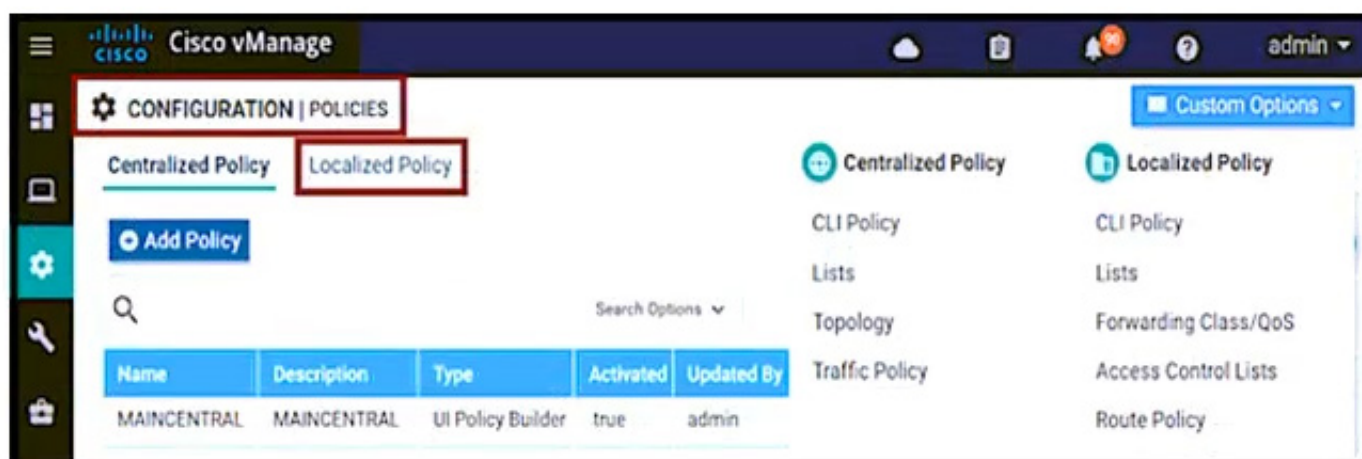 CISCO Cisco vManage 90 ? admin
CONFIGURATION | POLICIES Custom Options
Centralized Policy Localized Policy Centralized Policy Localized Policy
Add Policy CLI Policy CLI Policy
Lists Lists
Search Options Topology Forwarding Class/QoS
Name Description Type Activated Updated By Traffic Policy Access Control Lists
MAINCENTRAL MAINCENTRAL UI Policy Builder true admin Route Policy